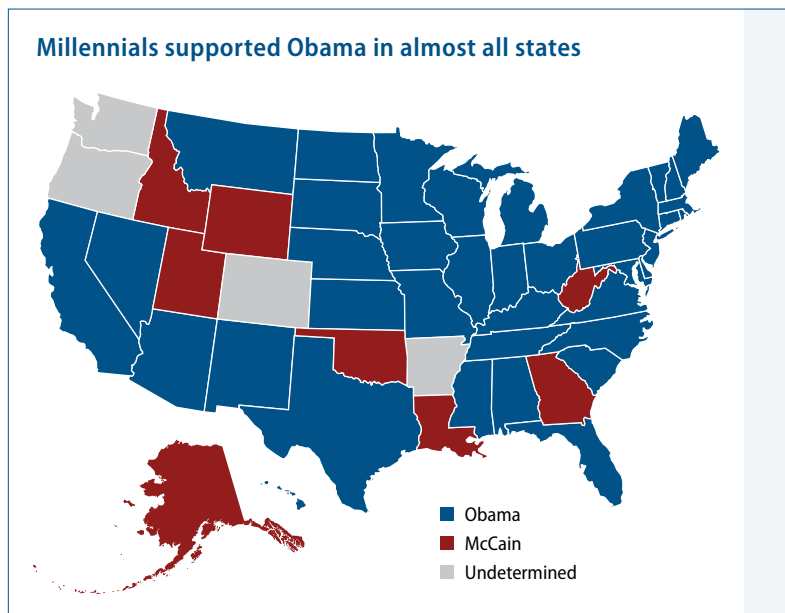 Millennials supported Obama in almost all states
Obama
McCain
Undetermined